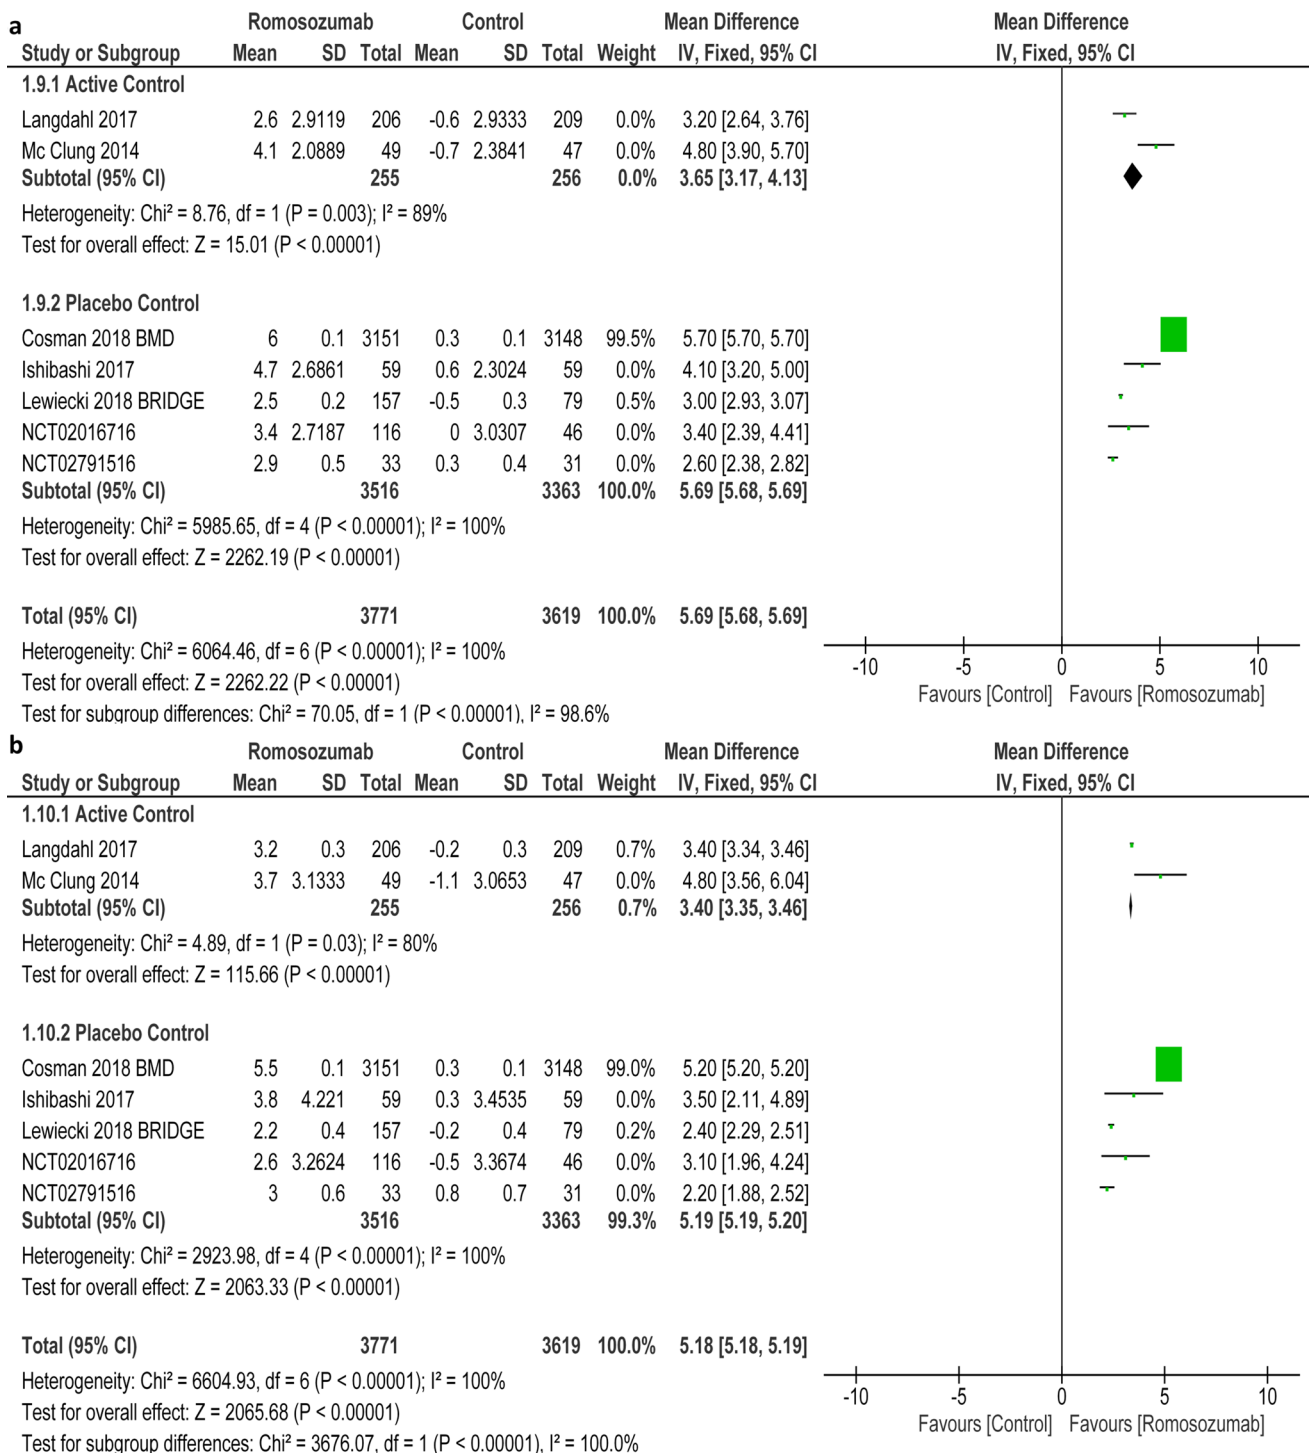 a
Romosozumab Control Mean Difference Mean Difference
Study or Subgroup Mean SD Total Mean SD Total Weight IV, Fixed, 95% CI IV, Fixed, 95% CI
1.9.1 Active Control
Langdahl 2017 2.6 2.9119 206 -0.6 2.9333 209 0.0% 3.20 [2.64, 3.76]
Mc Clung 2014 4.1 2.0889 49 -0.7 2.3841 47 0.0% 4.80 [3.90, 5.70]
Subtotal (95% CI) 255 256 0.0% 3.65 [3.17, 4.13]
Heterogeneity: Chi² = 8.76, df = 1 (P = 0.003); I² = 89%
Test for overall effect: Z = 15.01 (P < 0.00001)
1.9.2 Placebo Control
Cosman 2018 BMD 6 0.1 3151 0.3 0.1 3148 99.5% 5.70 [5.70, 5.70]
Ishibashi 2017 4.7 2.6861 59 0.6 2.3024 59 0.0% 4.10 [3.20, 5.00]
Lewiecki 2018 BRIDGE 2.5 0.2 157 -0.5 0.3 79 0.5% 3.00 [2.93, 3.07]
NCT02016716 3.4 2.7187 116 0 3.0307 46 0.0% 3.40 [2.39, 4.41]
NCT02791516 2.9 0.5 33 0.3 0.4 31 0.0% 2.60 [2.38, 2.82]
Subtotal (95% CI) 3516 3363 100.0% 5.69 [5.68, 5.69]
Heterogeneity: Chi² = 5985.65, df = 4 (P < 0.00001); I² = 100%
Test for overall effect: Z = 2262.19 (P < 0.00001)
Total (95% CI) 3771 3619 100.0% 5.69 [5.68, 5.69]
Heterogeneity: Chi² = 6064.46, df = 6 (P < 0.00001); I² = 100%
Test for overall effect: Z = 2262.22 (P < 0.00001)
Test for subgroup differences: Chi² = 70.05, df = 1 (P < 0.00001), I² = 98.6%
-10 -5 0 5 10
Favours [Control] Favours [Romosozumab]
b
Romosozumab Control Mean Difference Mean Difference
Study or Subgroup Mean SD Total Mean SD Total Weight IV, Fixed, 95% CI IV, Fixed, 95% CI
1.10.1 Active Control
Langdahl 2017 3.2 0.3 206 -0.2 0.3 209 0.7% 3.40 [3.34, 3.46]
Mc Clung 2014 3.7 3.1333 49 -1.1 3.0653 47 0.0% 4.80 [3.56, 6.04]
Subtotal (95% CI) 255 256 0.7% 3.40 [3.35, 3.46]
Heterogeneity: Chi² = 4.89, df = 1 (P = 0.03); I² = 80%
Test for overall effect: Z = 115.66 (P < 0.00001)
1.10.2 Placebo Control
Cosman 2018 BMD 5.5 0.1 3151 0.3 0.1 3148 99.0% 5.20 [5.20, 5.20]
Ishibashi 2017 3.8 4.221 59 0.3 3.4535 59 0.0% 3.50 [2.11, 4.89]
Lewiecki 2018 BRIDGE 2.2 0.4 157 -0.2 0.4 79 0.2% 2.40 [2.29, 2.51]
NCT02016716 2.6 3.2624 116 -0.5 3.3674 46 0.0% 3.10 [1.96, 4.24]
NCT02791516 3 0.6 33 0.8 0.7 31 0.0% 2.20 [1.88, 2.52]
Subtotal (95% CI) 3516 3363 99.3% 5.19 [5.19, 5.20]
Heterogeneity: Chi² = 2923.98, df = 4 (P < 0.00001); I² = 100%
Test for overall effect: Z = 2063.33 (P < 0.00001)
Total (95% CI) 3771 3619 100.0% 5.18 [5.18, 5.19]
Heterogeneity: Chi² = 6604.93, df = 6 (P < 0.00001); I² = 100%
Test for overall effect: Z = 2065.68 (P < 0.00001)
Test for subgroup differences: Chi² = 3676.07, df = 1 (P < 0.00001), I² = 100.0%
-10 -5 0 5 10
Favours [Control] Favours [Romosozumab]